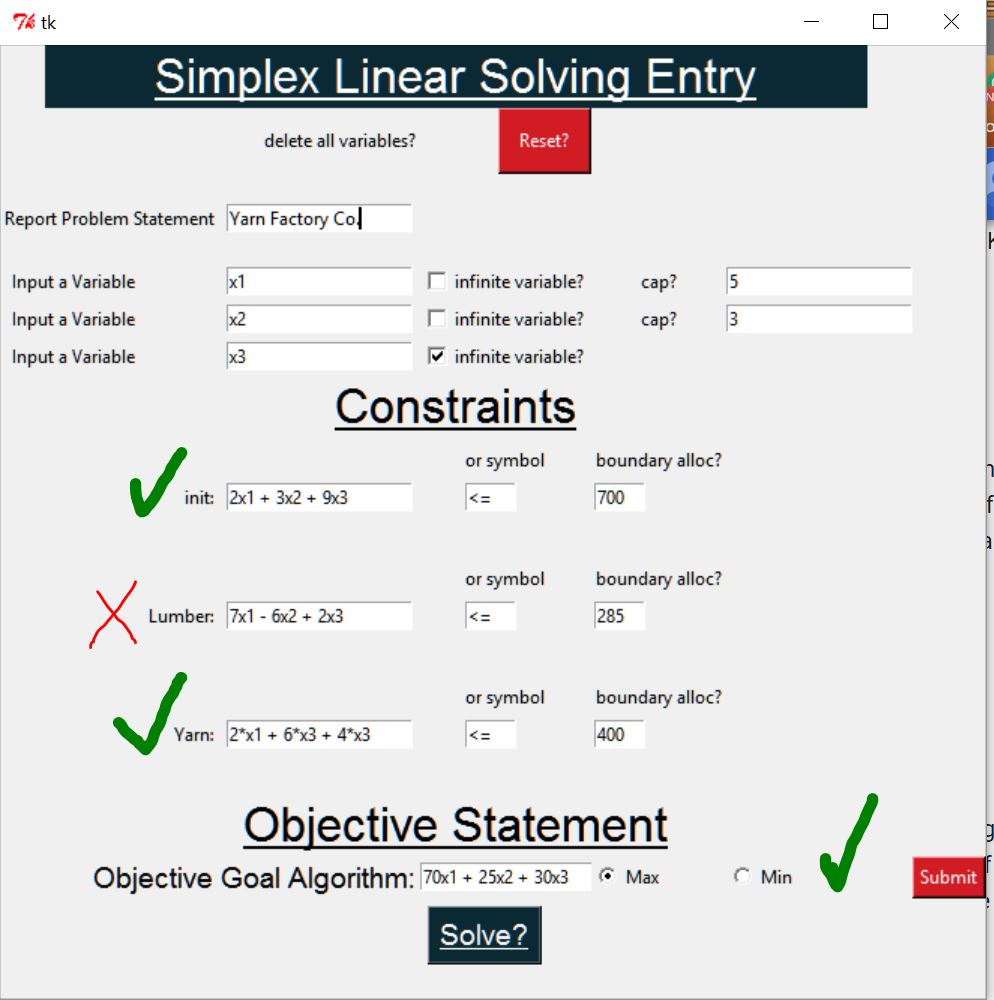 tk
Simplex Linear Solving Entry
delete all variables? Reset?
Report Problem Statement Yarn Factory Co.
Input a Variable x1 infinite variable? cap? 5
Input a Variable x2 infinite variable? cap? 3
Input a Variable x3 infinite variable?
Constraints
or symbol boundary alloc?
init: 2x1 + 3x2 + 9x3 <= 700
or symbol boundary alloc?
Lumber: 7x1 - 6x2 + 2x3 <= 285
or symbol boundary alloc?
Yarn: 2*x1 + 6*x3 + 4*x3 <= 400
Objective Statement
Objective Goal Algorithm: 70x1 + 25x2 + 30x3 Max Min Submit
Solve?